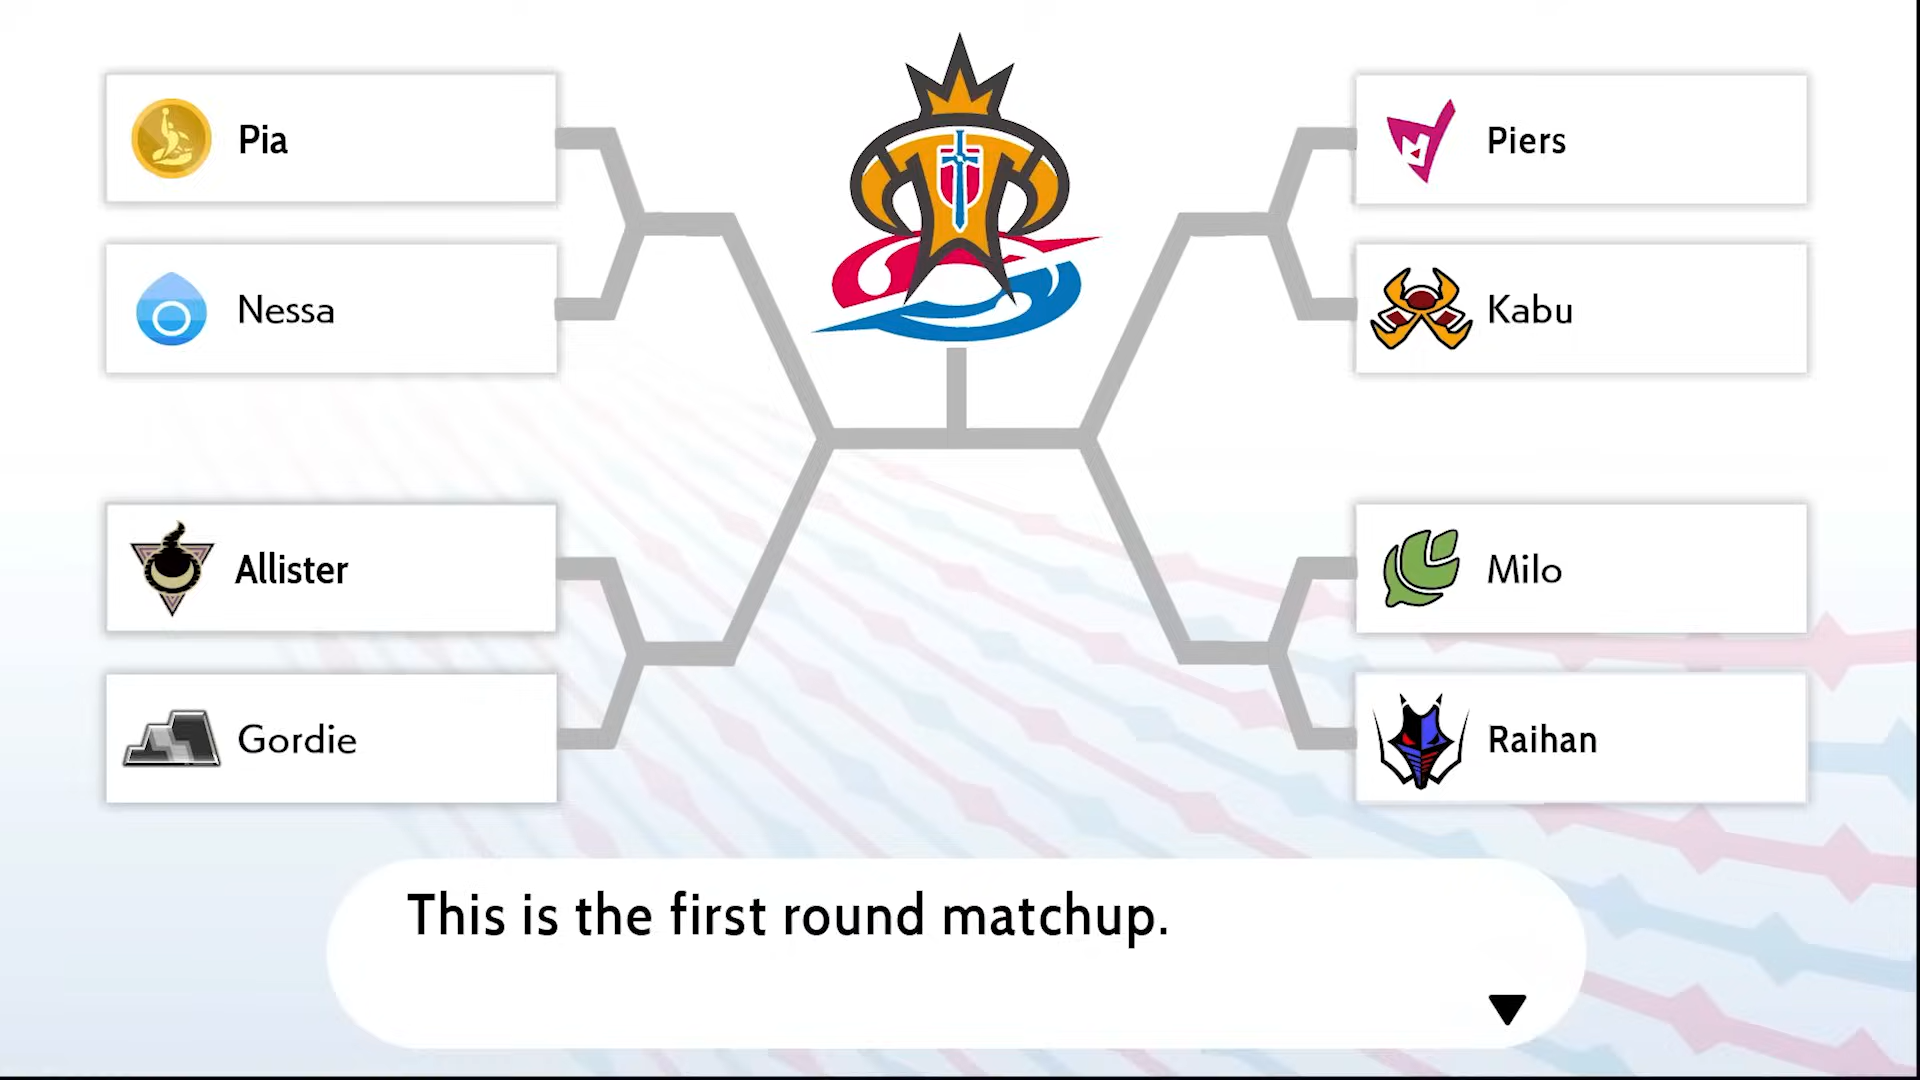 Pia
Nessa
Allister
Gordie
Piers
Kabu
Milo
Raihan
This is the first round matchup.